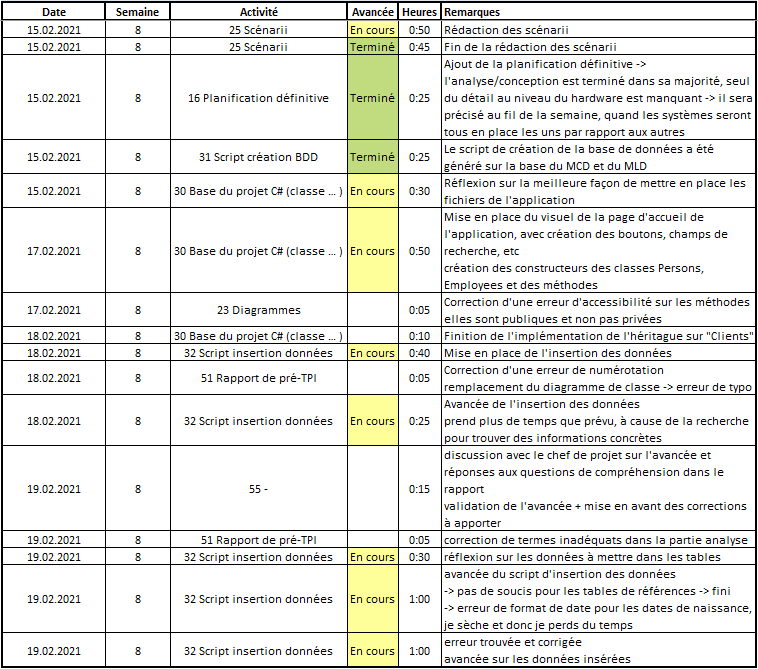 Date Semaine Activité Avancée Heures Remarques
15.02.2021 8 25 Scénarii En cours 0:50 Rédaction des scénarii
15.02.2021 8 25 Scénarii Terminé 0:45 Fin de la rédaction des scénarii
15.02.2021 8 16 Planification définitive Terminé 0:25 Ajout de la planification définitive ->
l'analyse/conception est terminé dans sa majorité, seul
du détail au niveau du hardware est manquant -> il sera
précisé au fil de la semaine, quand les systèmes seront
tous en place les uns par rapport aux autres
15.02.2021 8 31 Script création BDD Terminé 0:25 Le script de création de la base de données a été
généré sur la base du MCD et du MLD
15.02.2021 8 30 Base du projet C# (classe ... ) En cours 0:30 Réflexion sur la meilleure façon de mettre en place les
fichiers de l'application
17.02.2021 8 30 Base du projet C# (classe ... ) En cours 0:50 Mise en place du visuel de la page d'accueil de
l'application, avec création des boutons, champs de
recherche, etc
création des constructeurs des classes Persons,
Employees et des méthodes
17.02.2021 8 23 Diagrammes 0:05 Correction d'une erreur d'accessibilité sur les méthodes
elles sont publiques et non pas privées
18.02.2021 8 30 Base du projet C# (classe ... ) 0:10 Finition de l'implémentation de l'héritague sur "Clients"
18.02.2021 8 32 Script insertion données En cours 0:40 Mise en place de l'insertion des données
18.02.2021 8 51 Rapport de pré-TPI 0:05 Correction d'une erreur de numérotation
remplacement du diagramme de classe -> erreur de typo
18.02.2021 8 32 Script insertion données En cours 0:25 Avancée de l'insertion des données
prend plus de temps que prévu, à cause de la recherche
pour trouver des informations concrètes
19.02.2021 8 55 - 0:15 discussion avec le chef de projet sur l'avancée et
réponses aux questions de compréhension dans le
rapport
validation de l'avancée + mise en avant des corrections
à apporter
19.02.2021 8 51 Rapport de pré-TPI 0:05 correction de termes inadéquats dans la partie analyse
19.02.2021 8 32 Script insertion données En cours 0:30 réflexion sur les données à mettre dans les tables
19.02.2021 8 32 Script insertion données En cours 1:00 avancée du script d'insertion des données
-> pas de soucis pour les tables de références -> fini
-> erreur de format de date pour les dates de naissance,
je sèche et donc je perds du temps
19.02.2021 8 32 Script insertion données En cours 1:00 erreur trouvée et corrigée
avancée sur les données insérées